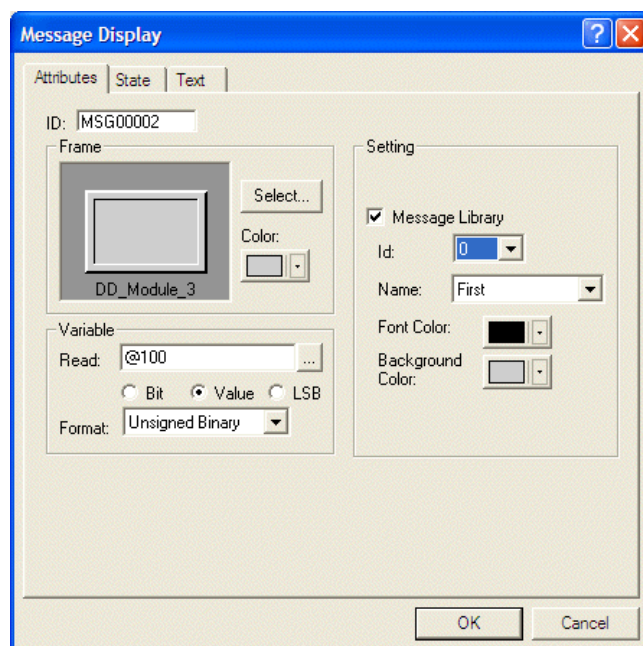 Message Display
Attributes State Text
ID: MSG00002
Frame
Select...
Color:
DD_Module_3
Variable
Read: @100 ...
Bit Value LSB
Format: Unsigned Binary
Setting
Message Library
Id: 0
Name: First
Font Color:
Background
Color:
OK Cancel